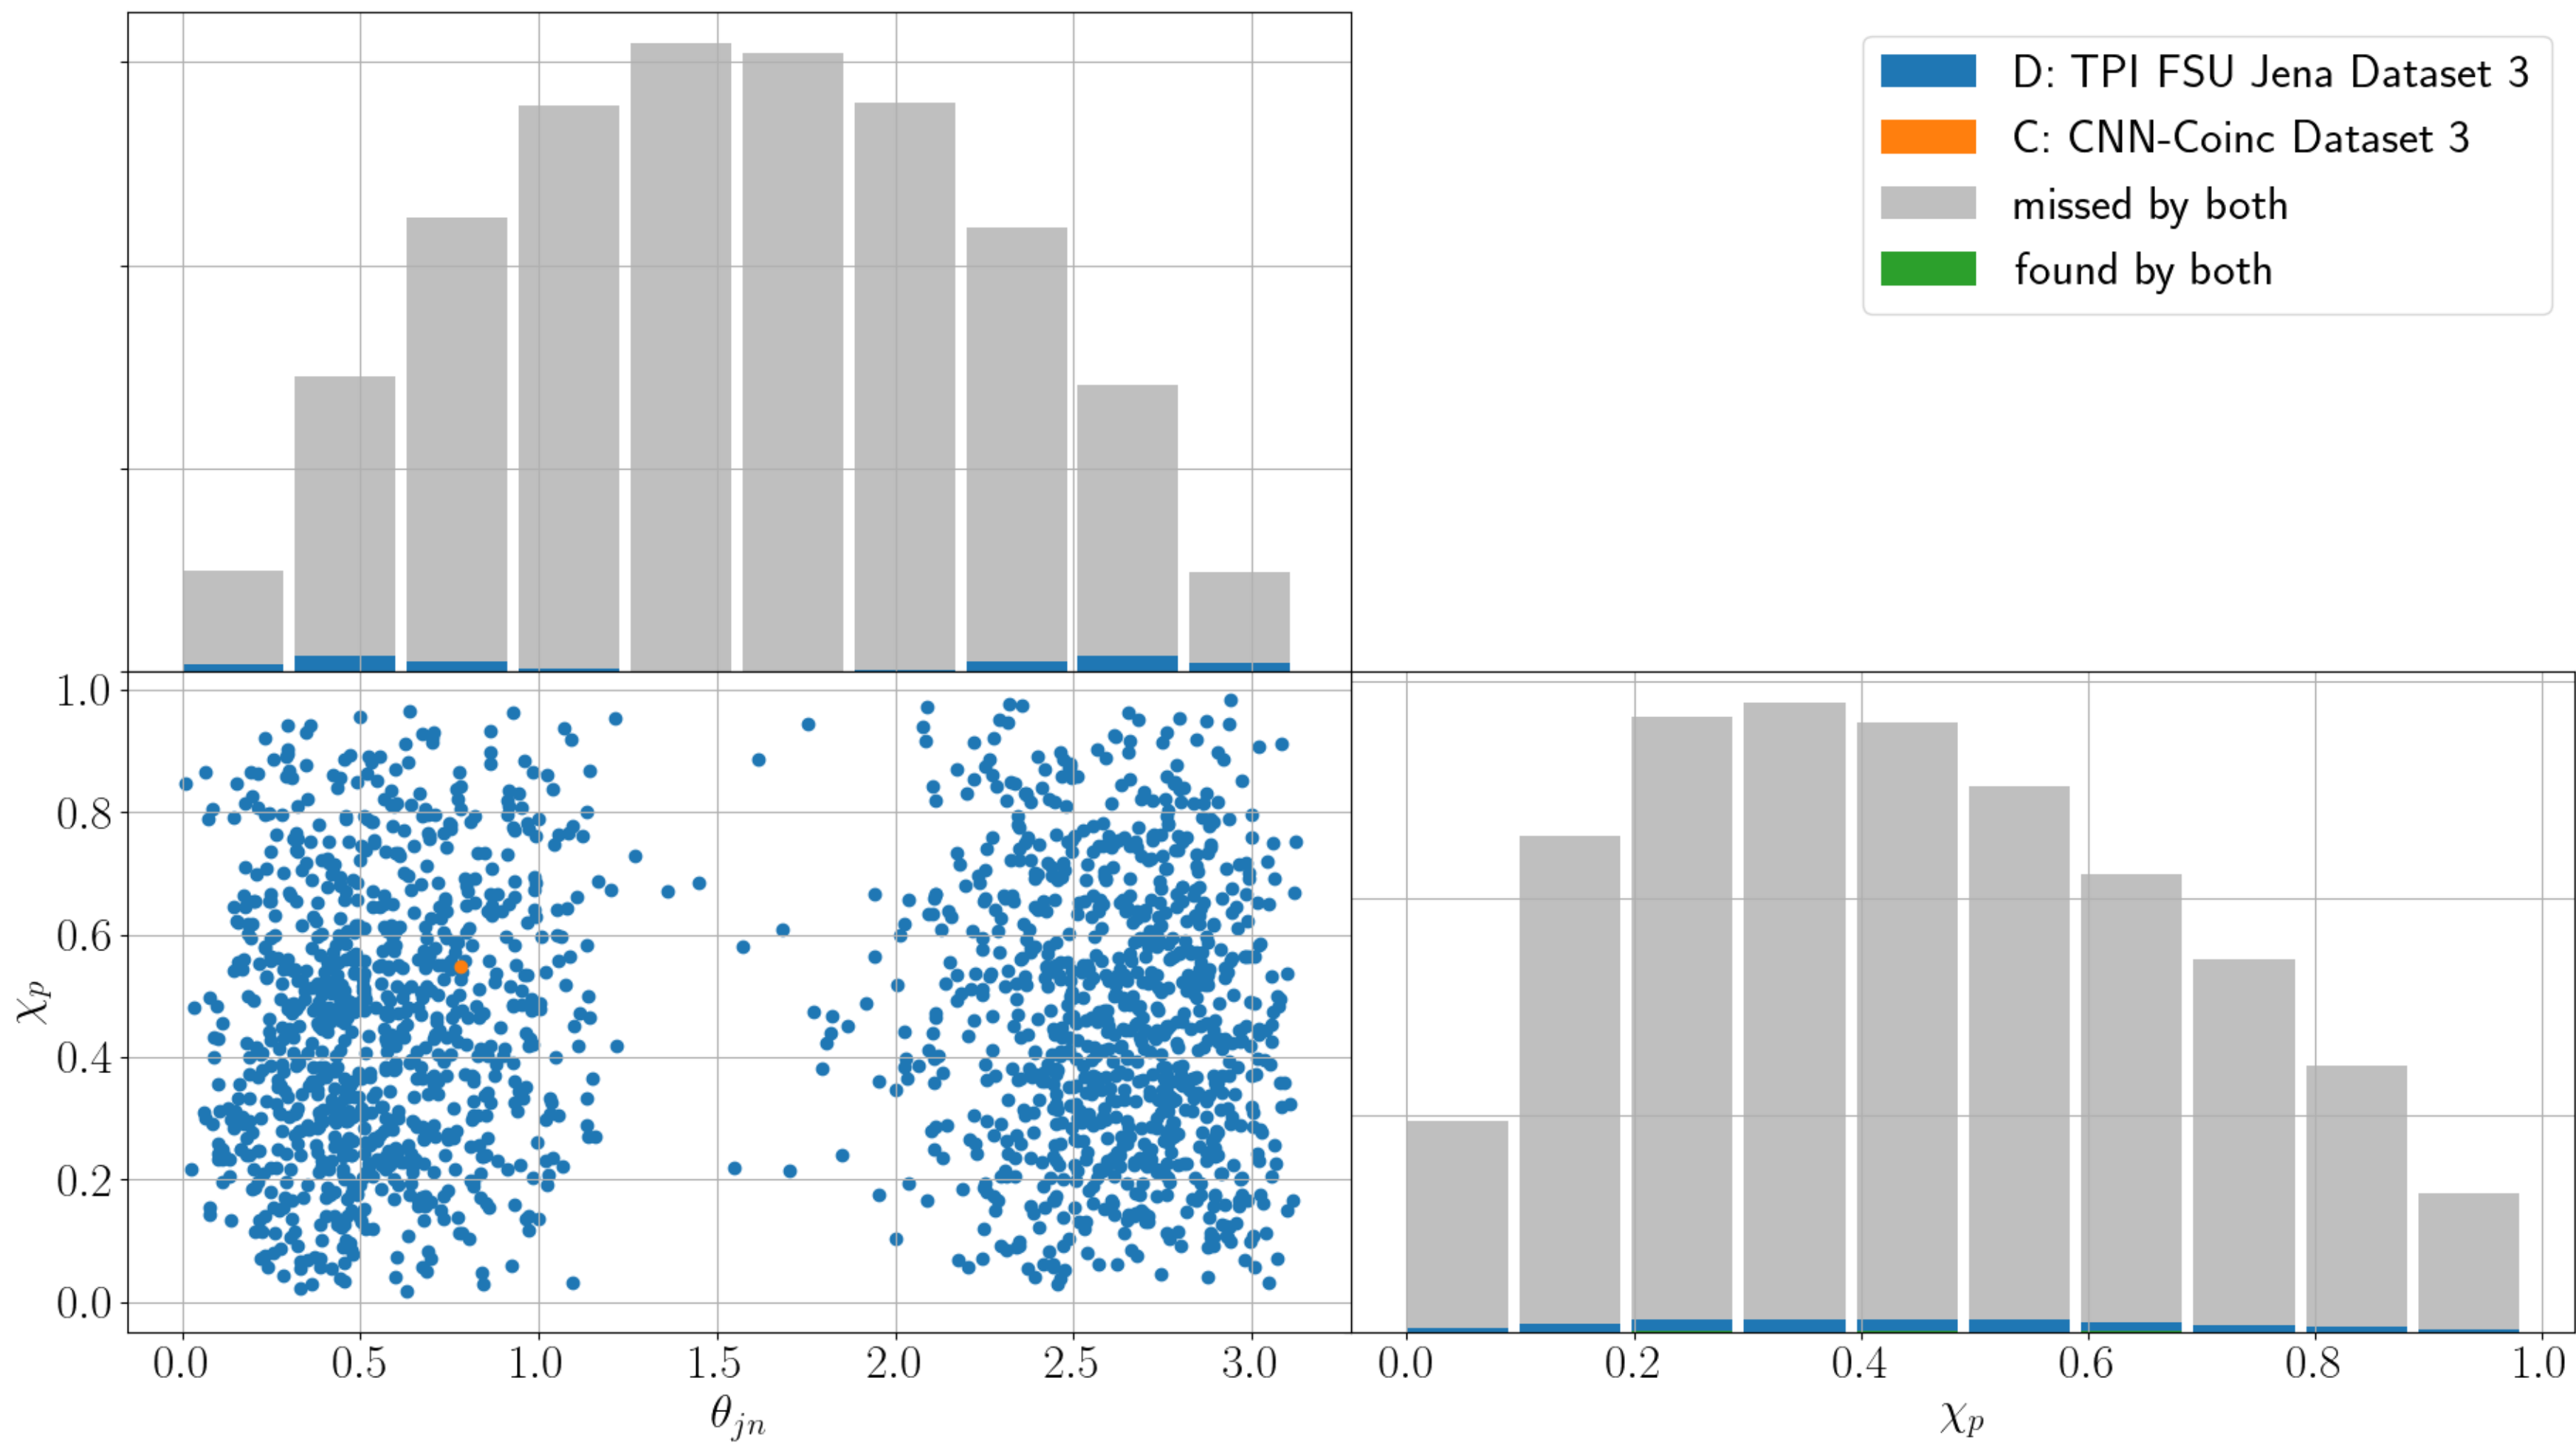 D: TPI FSU Jena Dataset 3
C: CNN-Coinc Dataset 3
missed by both
found by both
1.0
0.8
0.6
0.4
0.2
0.0
χp
0.0 0.5 1.0 1.5 2.0 2.5 3.0
θjn
0.0 0.2 0.4 0.6 0.8 1.0
χp